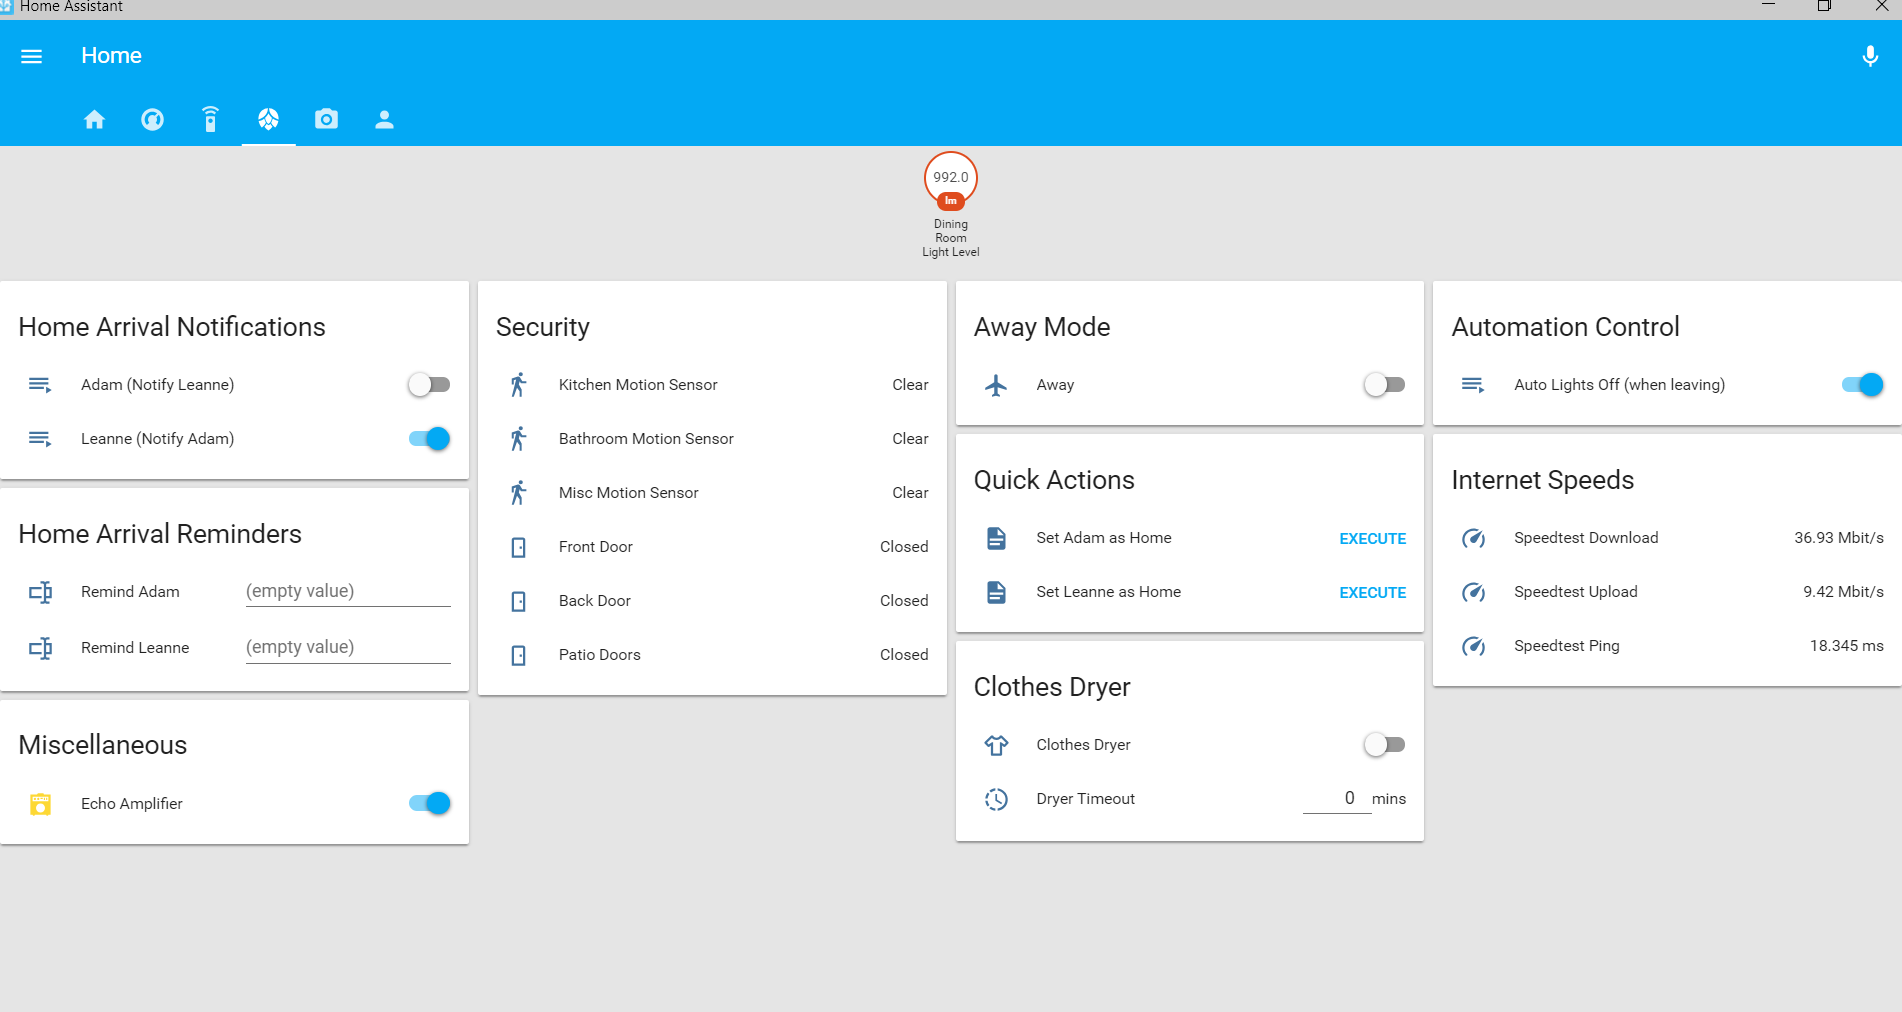 Home Assistant
Home
992.0
lm
Dining
Room
Light Level
Home Arrival Notifications
Adam (Notify Leanne)
Leanne (Notify Adam)
Home Arrival Reminders
Remind Adam (empty value)
Remind Leanne (empty value)
Miscellaneous
Echo Amplifier
Security
Kitchen Motion Sensor Clear
Bathroom Motion Sensor Clear
Misc Motion Sensor Clear
Front Door Closed
Back Door Closed
Patio Doors Closed
Away Mode
Away
Quick Actions
Set Adam as Home EXECUTE
Set Leanne as Home EXECUTE
Clothes Dryer
Clothes Dryer
Dryer Timeout 0 mins
Automation Control
Auto Lights Off (when leaving)
Internet Speeds
Speedtest Download 36.93 Mbit/s
Speedtest Upload 9.42 Mbit/s
Speedtest Ping 18.345 ms